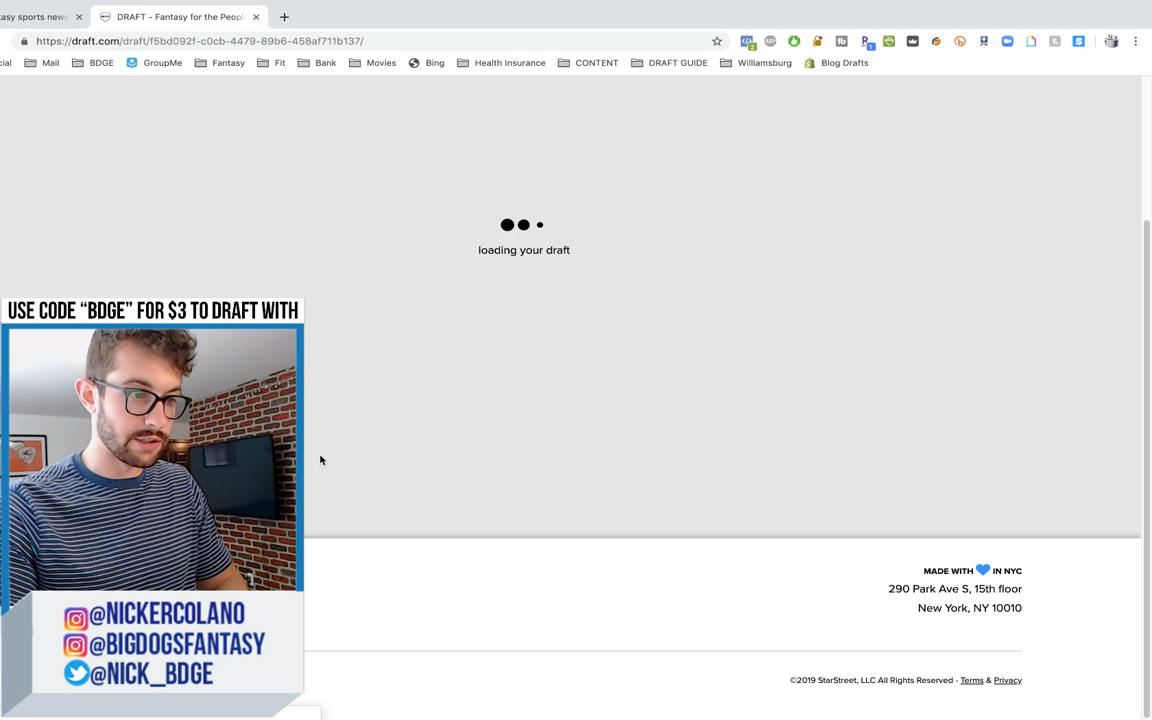 asy sports news
DRAFT - Fantasy for the Peopl
https://draft.com/draft/f5bd092f-c0cb-4479-89b6-458af711b137/
cial Mail BDGE GroupMe Fantasy Fit Bank Movies Bing Health Insurance CONTENT DRAFT GUIDE Williamsburg Blog Drafts
loading your draft
USE CODE “BDGE” FOR $3 TO DRAFT WITH
@NICKERCOLANO
@BIGDOGSFANTASY
@NICK_BDGE
MADE WITH IN NYC
290 Park Ave S, 15th floor
New York, NY 10010
©2019 StarStreet, LLC All Rights Reserved - Terms & Privacy